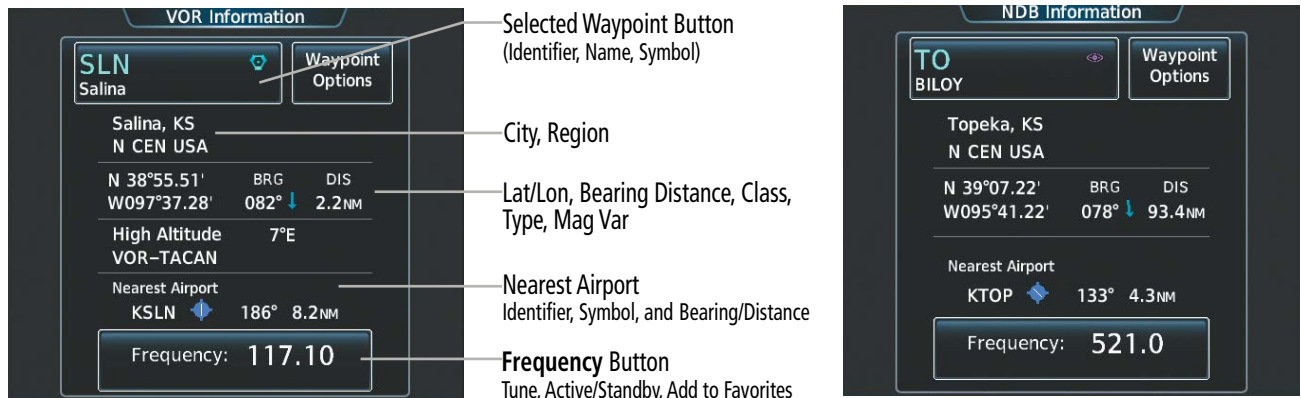 VOR Information
SLN
Salina
Waypoint
Options
Salina, KS
N CEN USA
N 38°55.51' BRG DIS
W097°37.28' 082° 2.2NM
High Altitude 7°E
VOR-TACAN
Nearest Airport
KSLN 186° 8.2NM
Frequency: 117.10
Selected Waypoint Button
(Identifier, Name, Symbol)
City, Region
Lat/Lon, Bearing Distance, Class,
Type, Mag Var
Nearest Airport
Identifier, Symbol, and Bearing/Distance
Frequency Button
Tune, Active/Standby, Add to Favorites
NDB Information
TO
BILOY
Waypoint
Options
Topeka, KS
N CEN USA
N 39°07.22' BRG DIS
W095°41.22' 078° 93.4NM
Nearest Airport
KTOP 133° 4.3NM
Frequency: 521.0